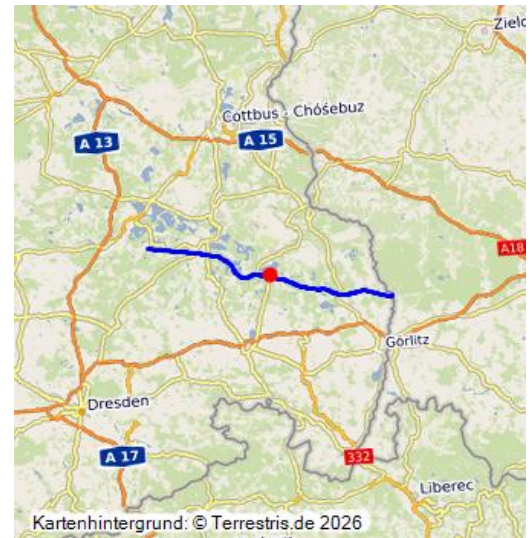 Zielo
Cottbus - Chóśebuz
A 13
A 15
A18
Görlitz
Dresden
A 17
332
Liberec
Kartenhintergrund: © Terrestris.de 2026